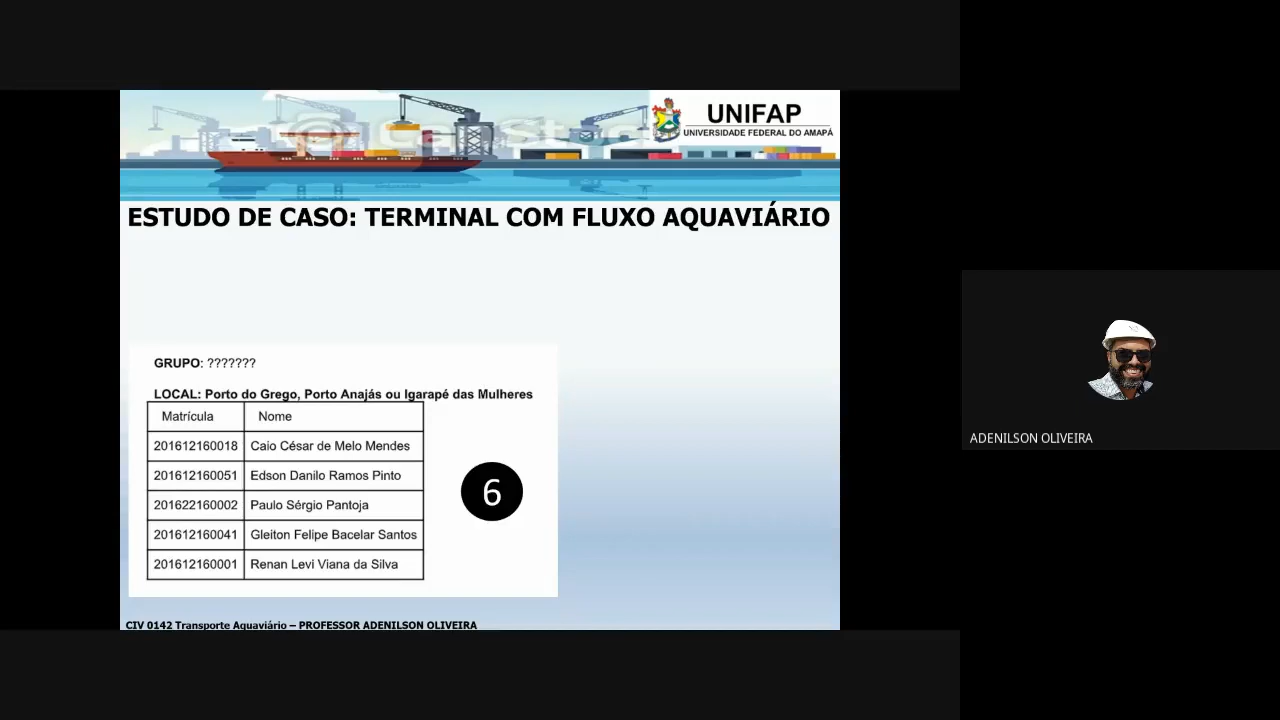 UNIFAP
UNIVERSIDADE FEDERAL DO AMAPÁ
ESTUDO DE CASO: TERMINAL COM FLUXO AQUAVIÁRIO
GRUPO: ???????
LOCAL: Porto do Grego, Porto Anajás ou Igarapé das Mulheres
Matrícula Nome
201612160018 Caio César de Melo Mendes
201612160051 Edson Danilo Ramos Pinto
201622160002 Paulo Sérgio Pantoja
201612160041 Gleiton Felipe Bacelar Santos
201612160001 Renan Levi Viana da Silva
6
CIV 0142 Transporte Aquaviário – PROFESSOR ADENILSON OLIVEIRA
ADENILSON OLIVEIRA